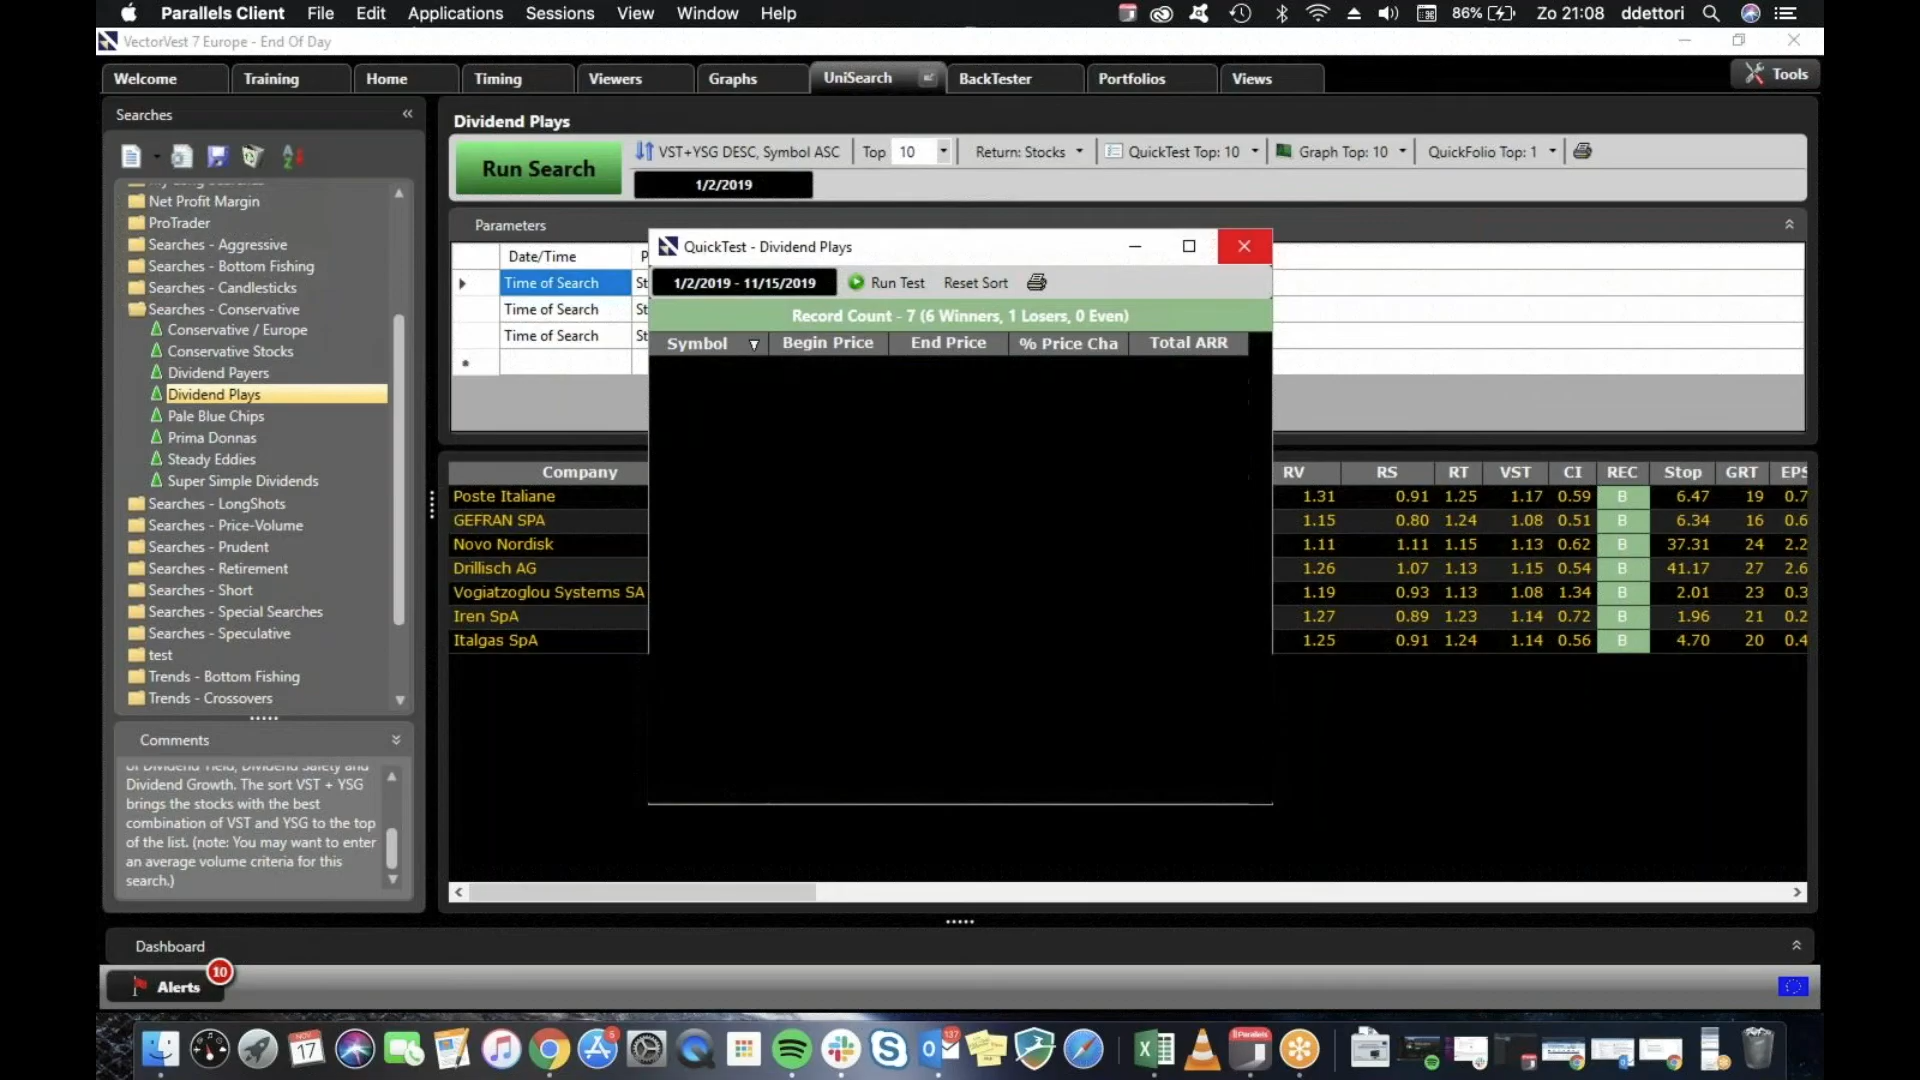 Parallels Client File Edit Applications Sessions View Window Help 86% Zo 21:08 ddettori
VectorVest 7 Europe - End Of Day
Welcome Training Home Timing Viewers Graphs UniSearch BackTester Portfolios Views Tools
Searches
Net Profit Margin
ProTrader
Searches - Aggressive
Searches - Bottom Fishing
Searches - Candlesticks
Searches - Conservative
Conservative / Europe
Conservative Stocks
Dividend Payers
Dividend Plays
Pale Blue Chips
Prima Donnas
Steady Eddies
Super Simple Dividends
Searches - LongShots
Searches - Price-Volume
Searches - Prudent
Searches - Retirement
Searches - Short
Searches - Special Searches
Searches - Speculative
test
Trends - Bottom Fishing
Trends - Crossovers
Comments
of Dividend Yield, Dividend Safety and
Dividend Growth. The sort VST + YSG
brings the stocks with the best
combination of VST and YSG to the top
of the list. (note: You may want to enter
an average volume criteria for this
search.)
Dividend Plays
Run Search
VST+YSG DESC, Symbol ASC Top 10 Return: Stocks QuickTest Top: 10 Graph Top: 10 QuickFolio Top: 1
1/2/2019
Parameters
Date/Time P
Time of Search St
Time of Search St
Time of Search St
QuickTest - Dividend Plays
1/2/2019 - 11/15/2019 Run Test Reset Sort
Record Count - 7 (6 Winners, 1 Losers, 0 Even)
Symbol Begin Price End Price % Price Cha Total ARR
Company RV RS RT VST CI REC Stop GRT EPS
Poste Italiane 1.31 0.91 1.25 1.17 0.59 B 6.47 19 0.7
GEFRAN SPA 1.15 0.80 1.24 1.08 0.51 B 6.34 16 0.6
Novo Nordisk 1.11 1.11 1.15 1.13 0.62 B 37.31 24 2.2
Drillisch AG 1.26 1.07 1.13 1.15 0.54 B 41.17 27 2.6
Vogiatzoglou Systems SA 1.19 0.93 1.13 1.08 1.34 B 2.01 23 0.3
Iren SpA 1.27 0.89 1.23 1.14 0.72 B 1.96 21 0.2
Italgas SpA 1.25 0.91 1.24 1.14 0.56 B 4.70 20 0.4
Dashboard
Alerts 10
NOV
17
5
137
Parallels